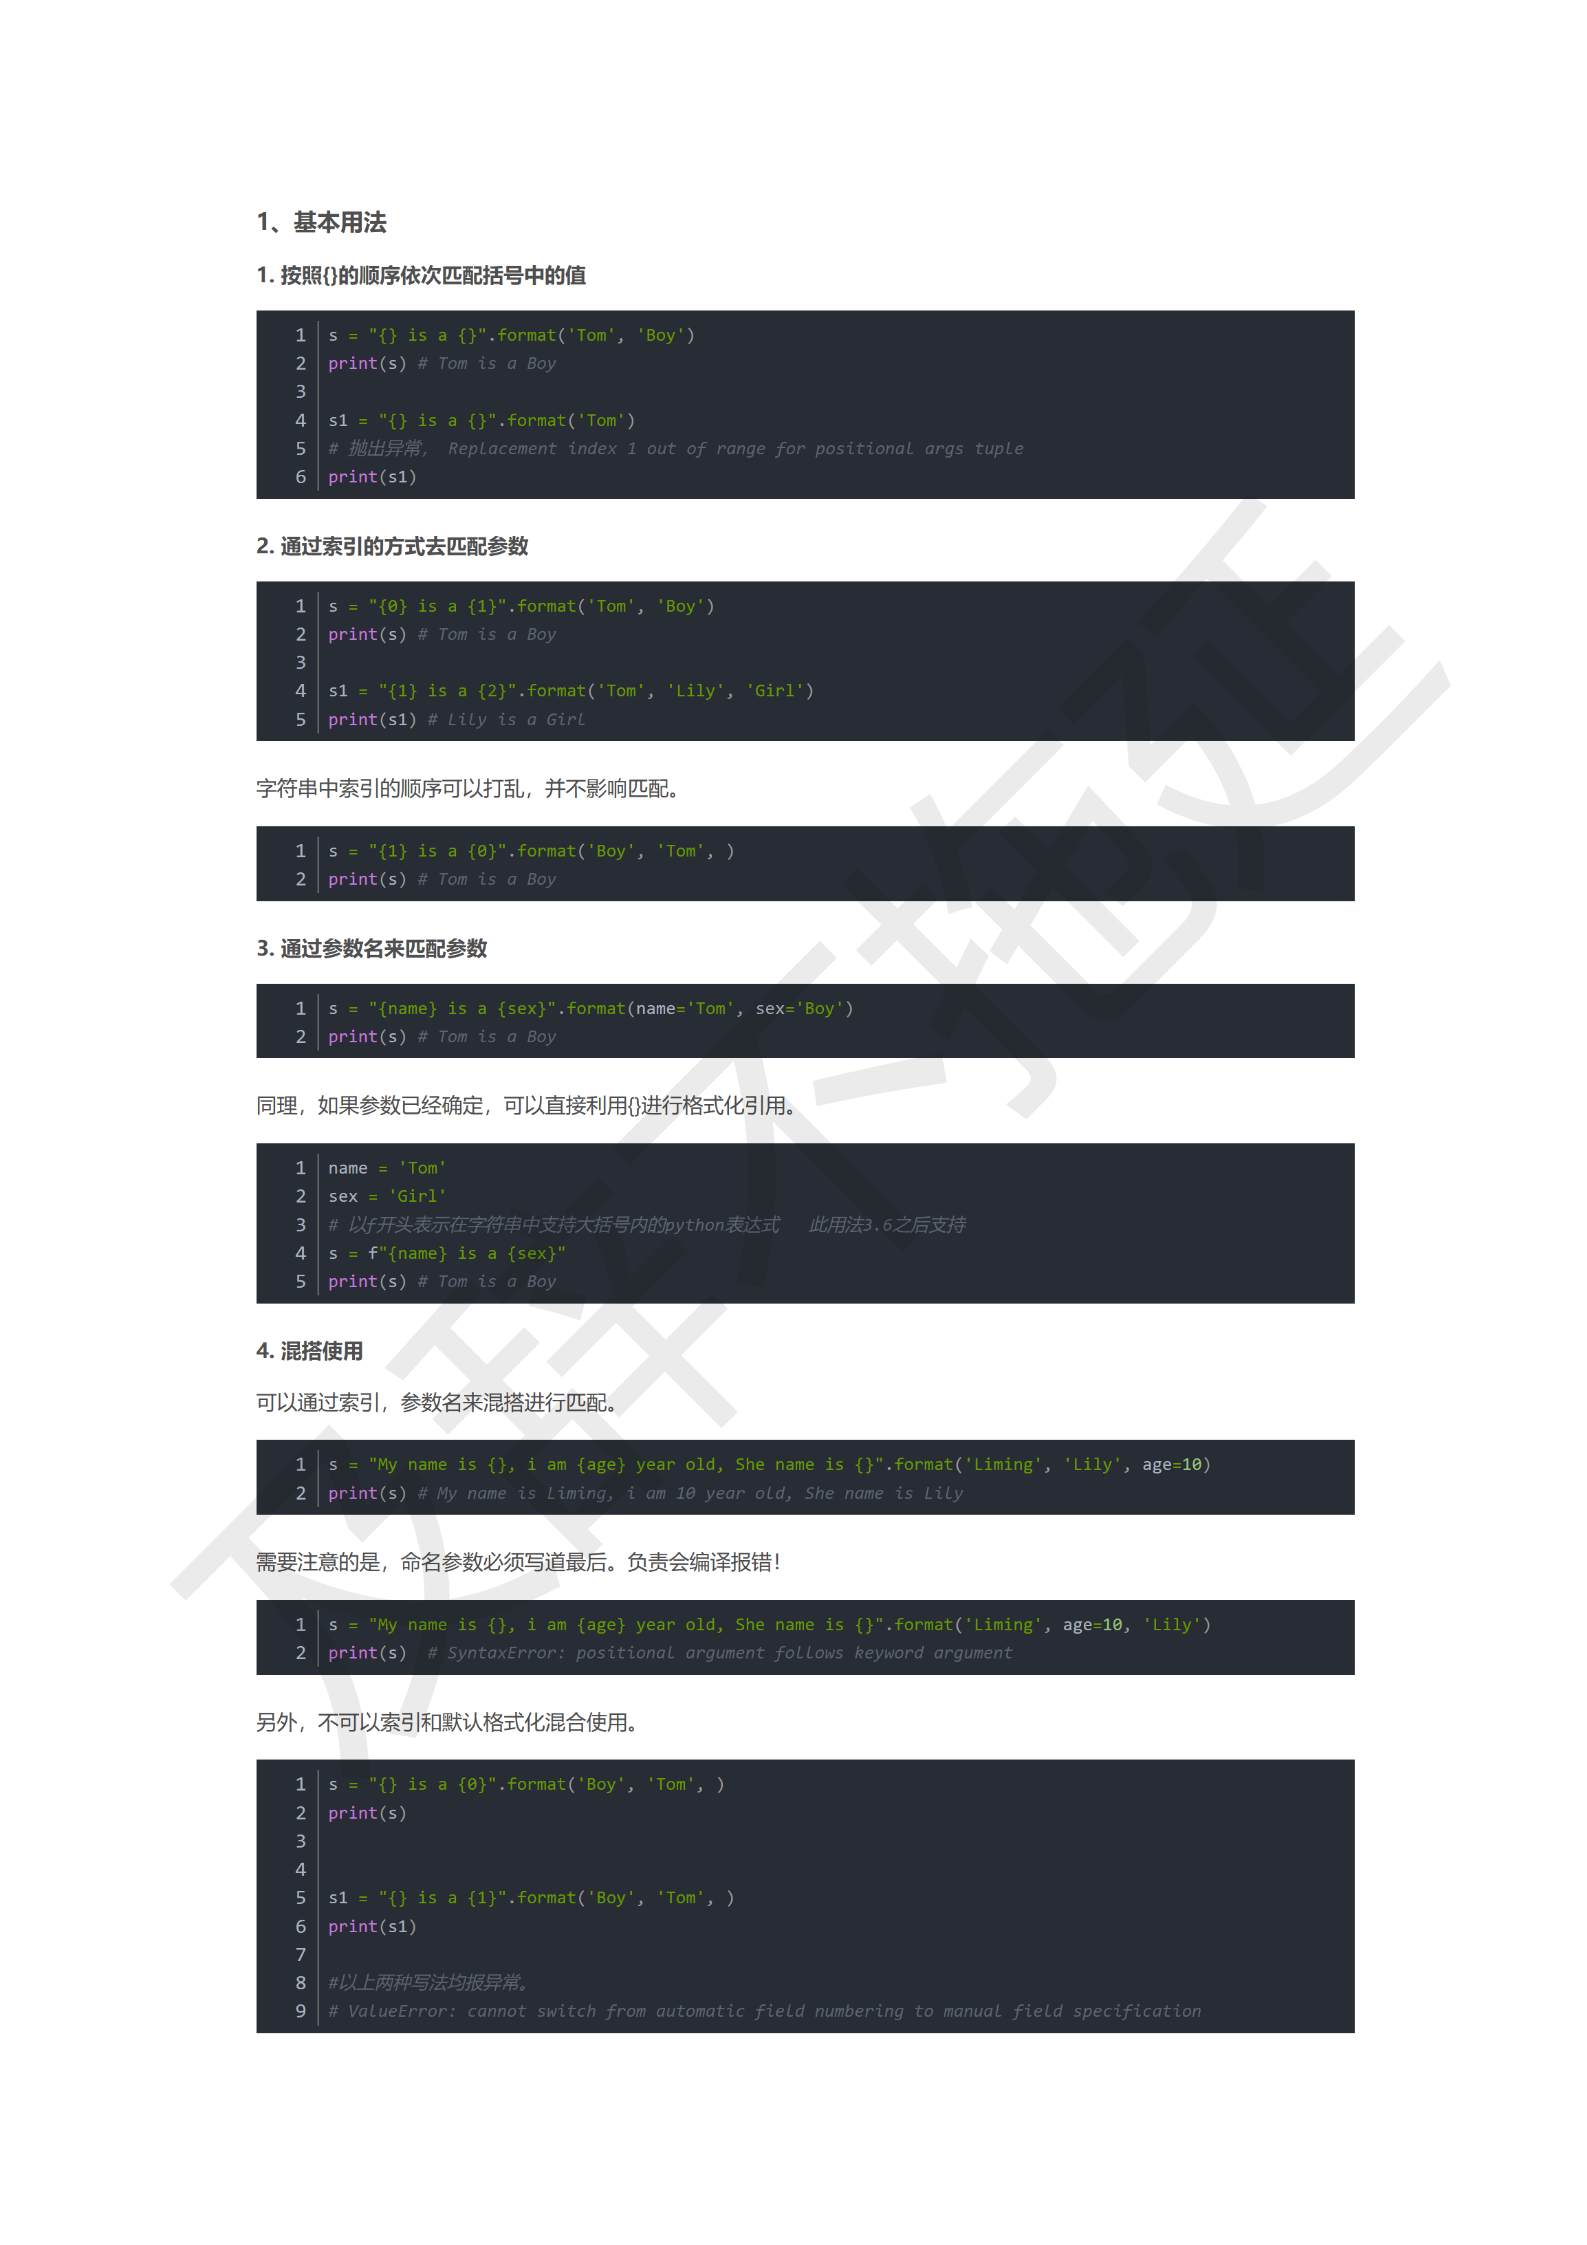 1、基本用法
1. 按照{}的顺序依次匹配括号中的值
1 s = "{} is a {}".format('Tom', 'Boy')
2 print(s) # Tom is a Boy
3
4 s1 = "{} is a {}".format('Tom')
5 # 抛出异常， Replacement index 1 out of range for positional args tuple
6 print(s1)
2. 通过索引的方式去匹配参数
1 s = "{0} is a {1}".format('Tom', 'Boy')
2 print(s) # Tom is a Boy
3
4 s1 = "{1} is a {2}".format('Tom', 'Lily', 'Girl')
5 print(s1) # Lily is a Girl
字符串中索引的顺序可以打乱，并不影响匹配。
1 s = "{1} is a {0}".format('Boy', 'Tom', )
2 print(s) # Tom is a Boy
3. 通过参数名来匹配参数
1 s = "{name} is a {sex}".format(name='Tom', sex='Boy')
2 print(s) # Tom is a Boy
同理，如果参数已经确定，可以直接利用{}进行格式化引用。
1 name = 'Tom'
2 sex = 'Girl'
3 # 以f开头表示在字符串中支持大括号内的python表达式 此用法3.6之后支持
4 s = f"{name} is a {sex}"
5 print(s) # Tom is a Boy
4. 混搭使用
可以通过索引，参数名来混搭进行匹配。
1 s = "My name is {}, i am {age} year old, She name is {}".format('Liming', 'Lily', age=10)
2 print(s) # My name is Liming, i am 10 year old, She name is Lily
需要注意的是，命名参数必须写道最后。负责会编译报错！
1 s = "My name is {}, i am {age} year old, She name is {}".format('Liming', age=10, 'Lily')
2 print(s)  # SyntaxError: positional argument follows keyword argument
另外，不可以索引和默认格式化混合使用。
1 s = "{} is a {0}".format('Boy', 'Tom', )
2 print(s)
3
4
5 s1 = "{} is a {1}".format('Boy', 'Tom', )
6 print(s1)
7
8 #以上两种写法均报异常。
9 # ValueError: cannot switch from automatic field numbering to manual field specification
又辞不拖延